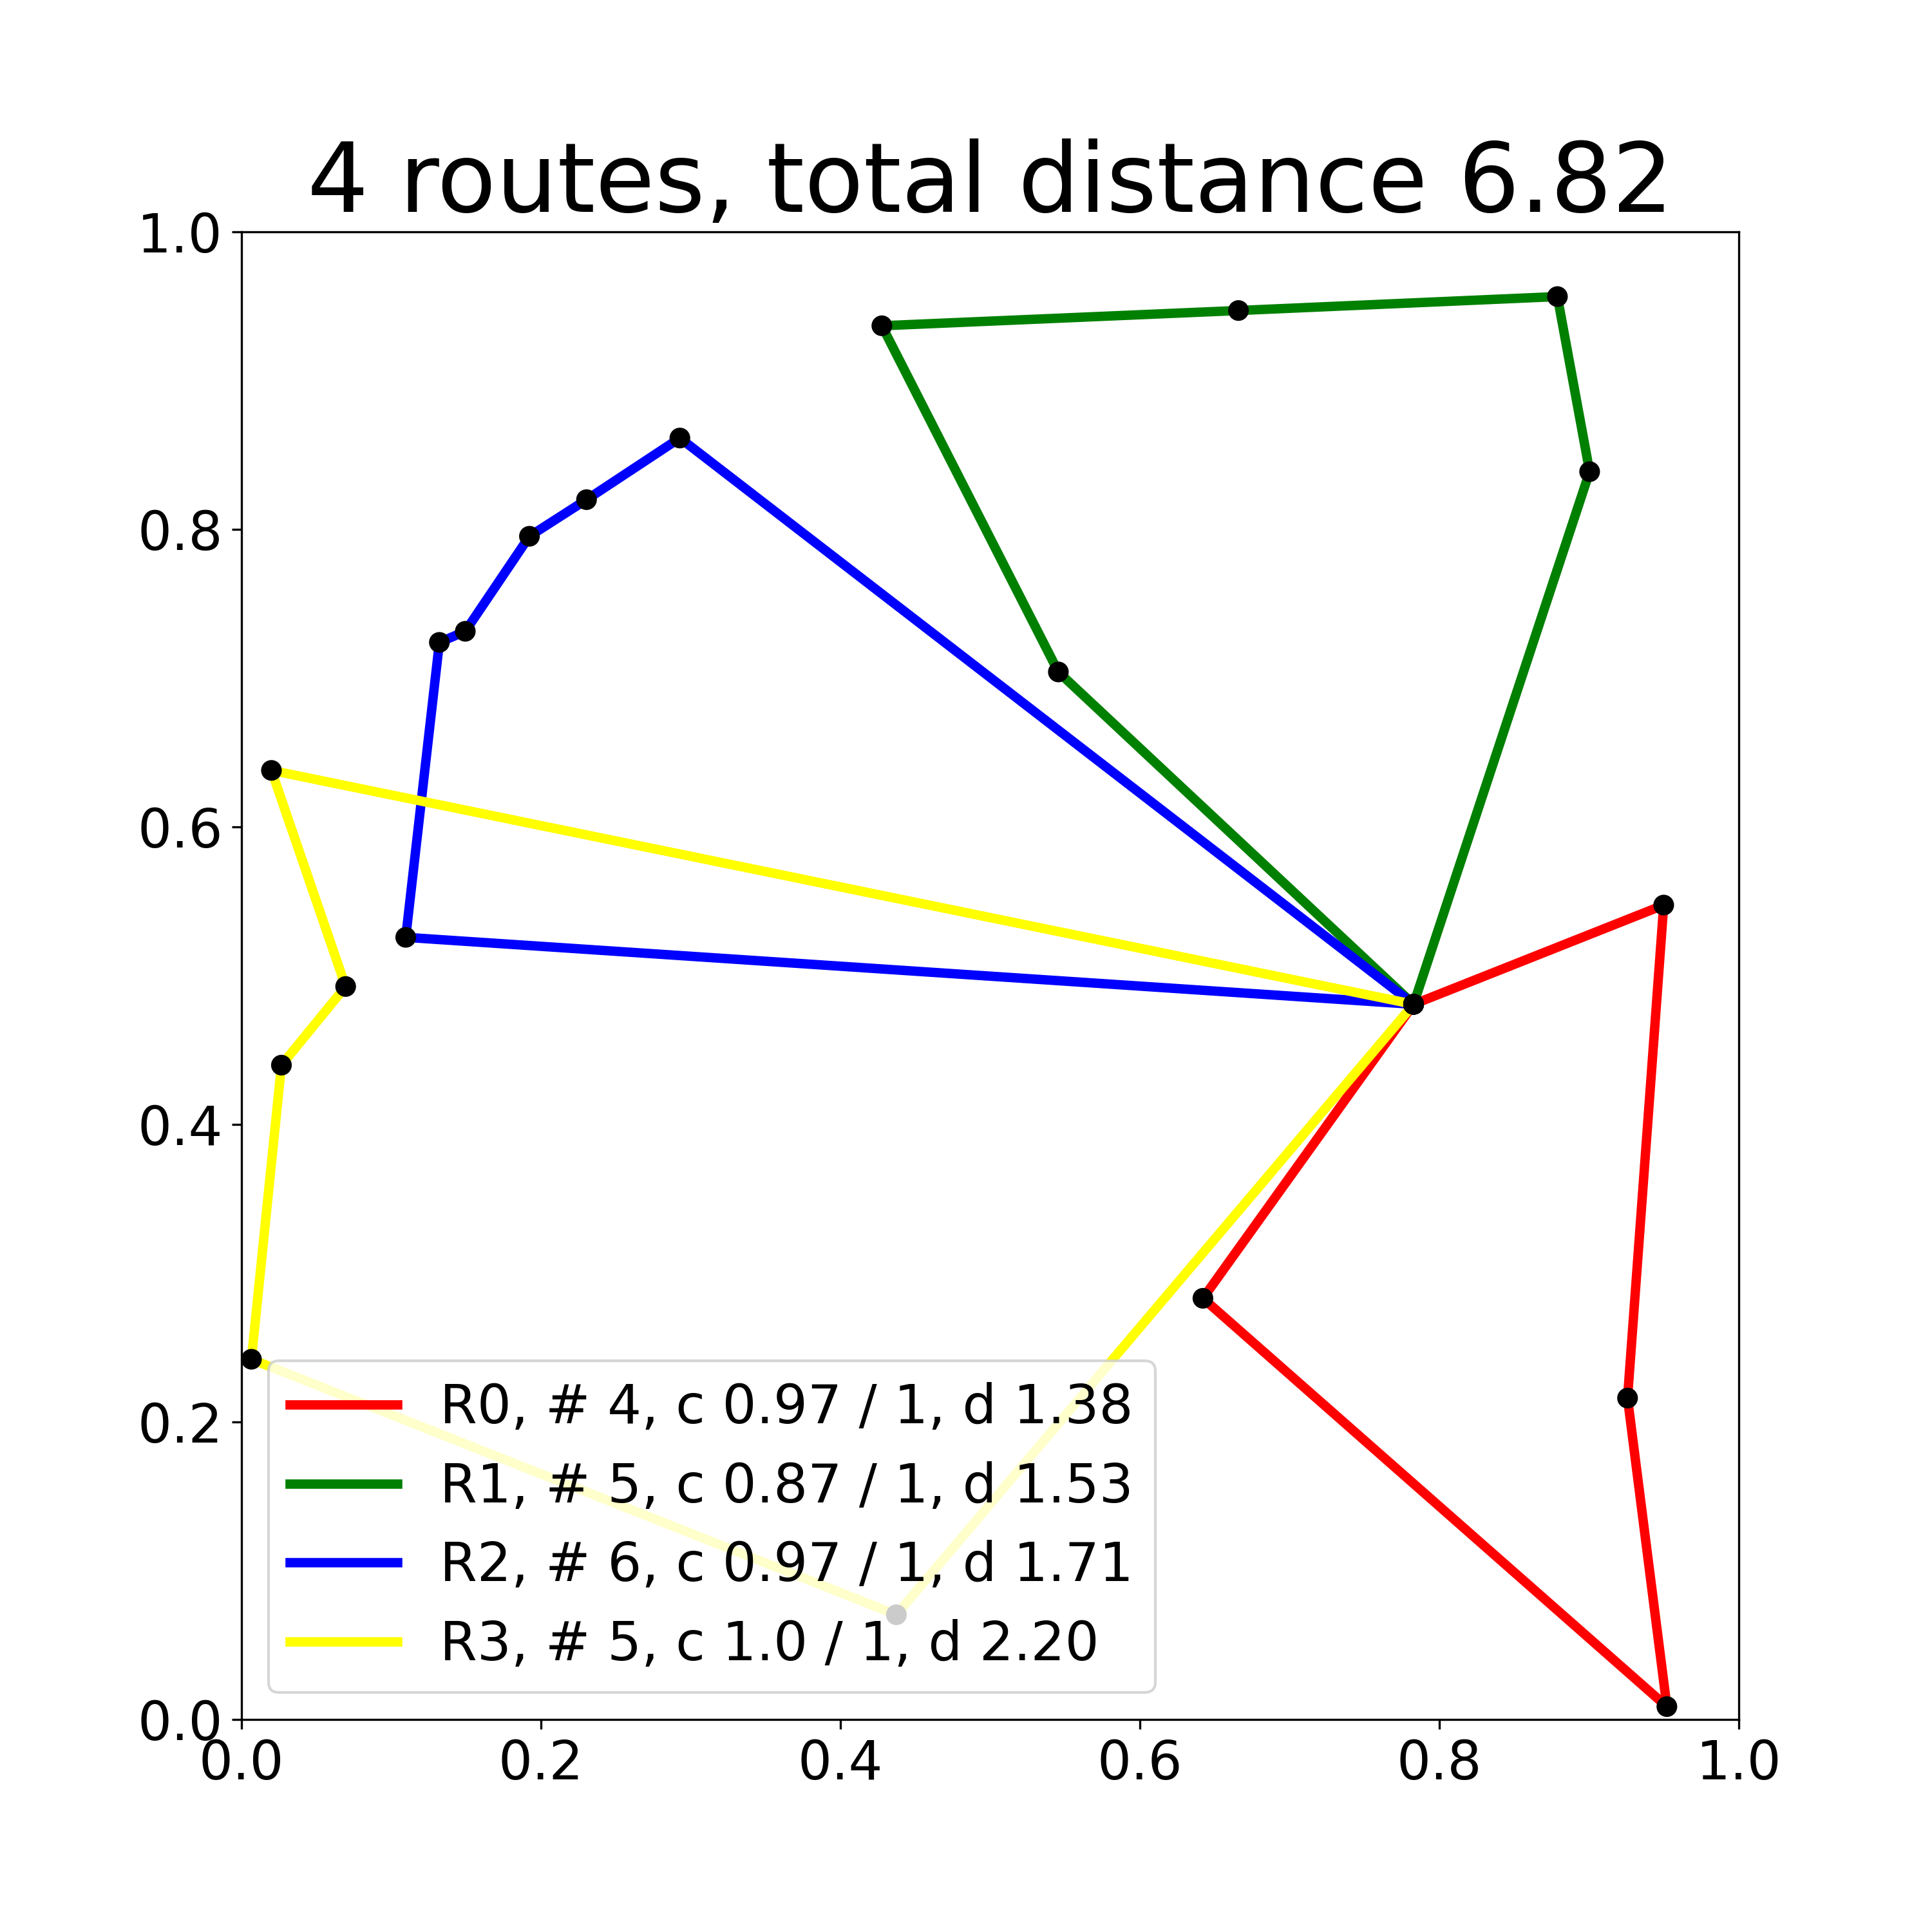 4 routes, total distance 6.82
1.0
0.8
0.6
0.4
0.2
0.0
R0, # 4, c 0.97 / 1, d 1.38
R1, # 5, c 0.87 / 1, d 1.53
R2, # 6, c 0.97 / 1, d 1.71
R3, # 5, c 1.0 / 1, d 2.20
0.0 0.2 0.4 0.6 0.8 1.0